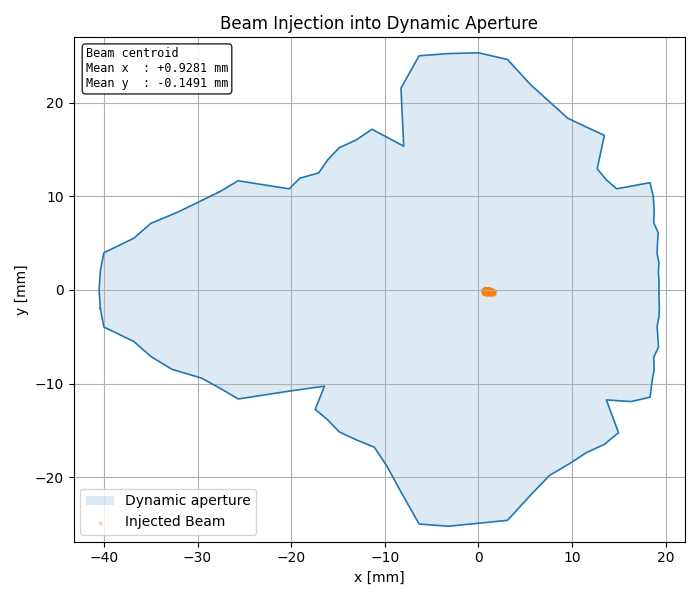 Beam Injection into Dynamic Aperture
Beam centroid
Mean x  : +0.9281 mm
Mean y  : -0.1491 mm
y [mm]
20
10
0
−10
−20
Dynamic aperture
Injected Beam
−40 −30 −20 −10 0 10 20
x [mm]